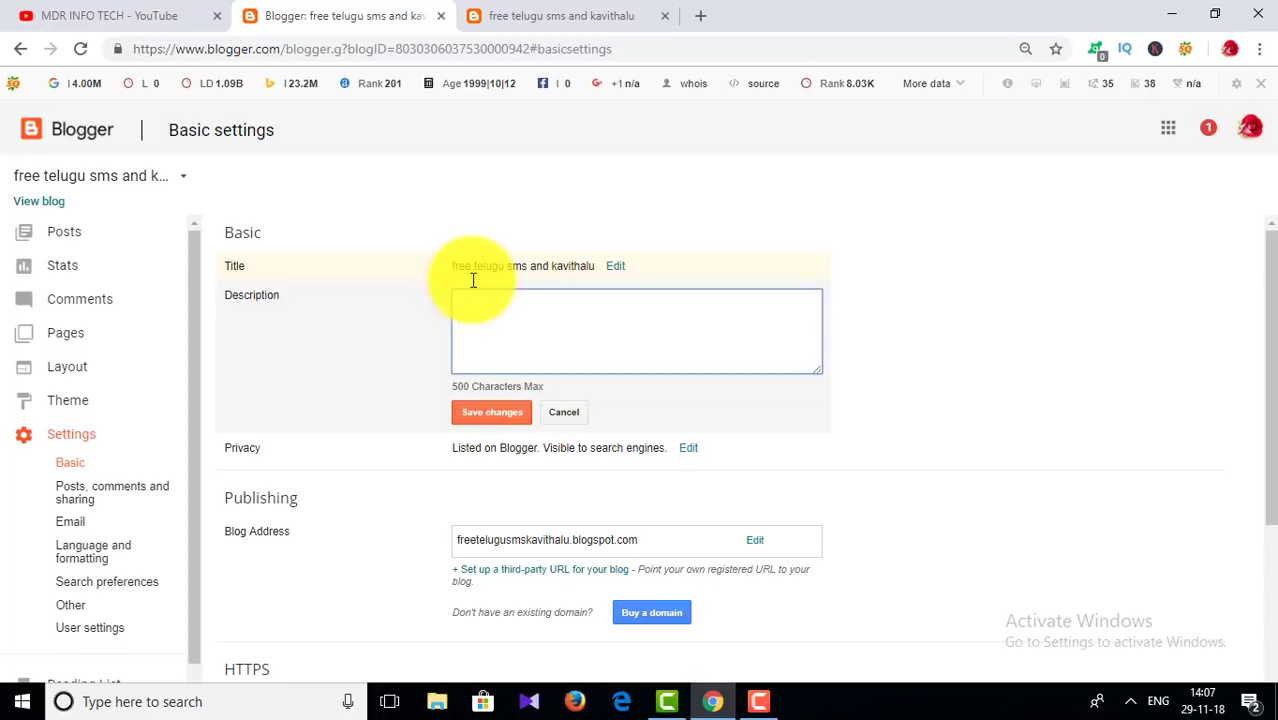 MDR INFO TECH - YouTube
Blogger: free telugu sms and kav
free telugu sms and kavithalu
https://www.blogger.com/blogger.g?blogID=8030306037530000942#basicsettings
I 4.00M
L 0
LD 1.09B
I 23.2M
Rank 201
Age 1999|10|12
I 0
+1 n/a
whois
source
Rank 8.03K
More data
35
38
n/a
0
IQ
K
Blogger
Basic settings
1
free telugu sms and k...
View blog
Posts
Stats
Comments
Pages
Layout
Theme
Settings
Basic
Posts, comments and
sharing
Email
Language and
formatting
Search preferences
Other
User settings
Reading List
Basic
Title
free telugu sms and kavithalu Edit
Description
500 Characters Max
Save changes
Cancel
Privacy
Listed on Blogger. Visible to search engines. Edit
Publishing
Blog Address
freetelugusmskavithalu.blogspot.com
Edit
+ Set up a third-party URL for your blog - Point your own registered URL to your
blog.
Don't have an existing domain?
Buy a domain
HTTPS
Activate Windows
Go to Settings to activate Windows.
Type here to search
ENG
14:07
29-11-18
2